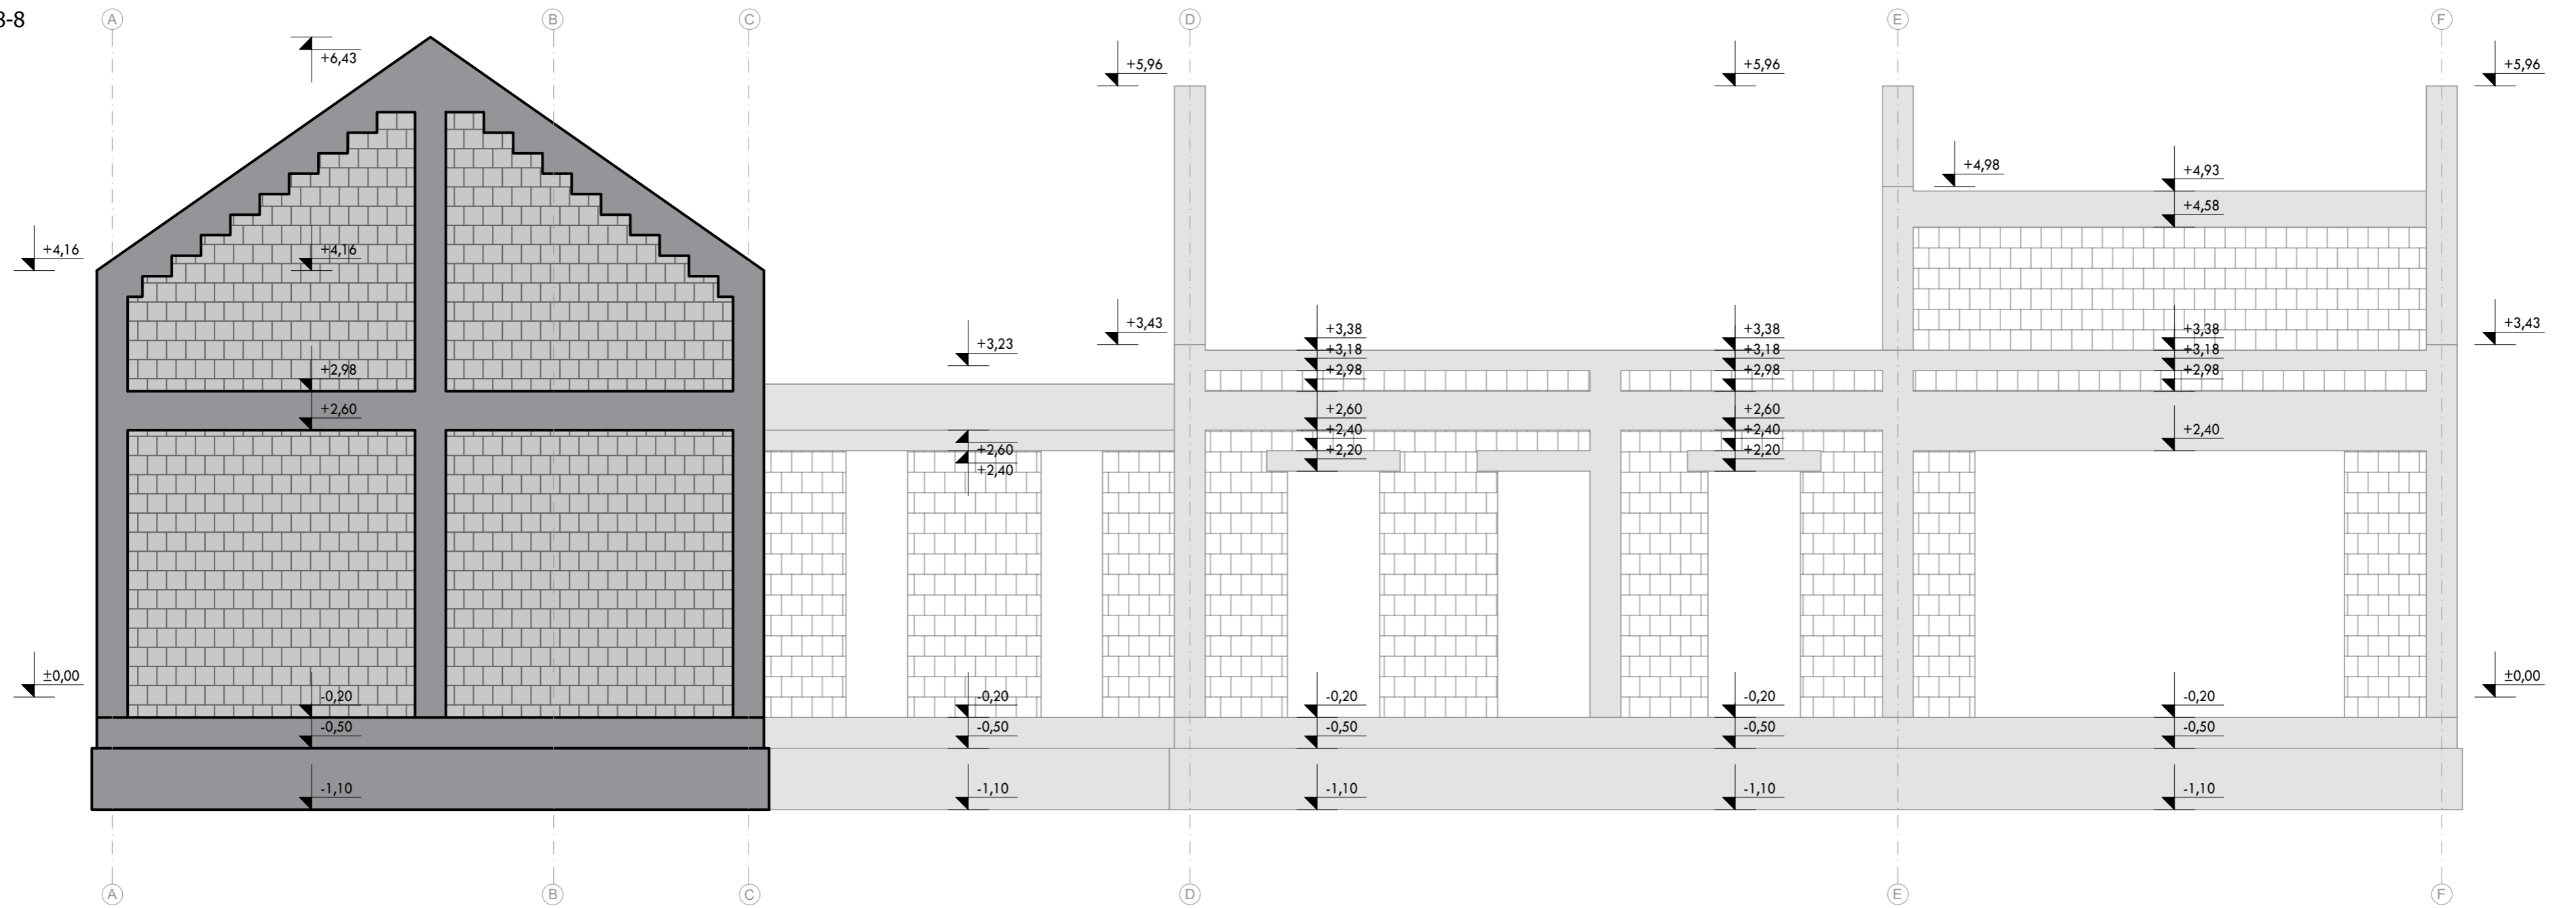 3-8
A B C D E F
+6,43
+5,96 +5,96 +5,96
+4,98 +4,93
+4,58
+4,16 +4,16
+3,43 +3,43
+3,23
+3,38 +3,38 +3,38
+3,18 +3,18 +3,18
+2,98 +2,98 +2,98 +2,98
+2,60 +2,60 +2,60
+2,40 +2,40 +2,40
+2,60 +2,20 +2,20
+2,40
±0,00 ±0,00
-0,20 -0,20 -0,20 -0,20 -0,20
-0,50 -0,50 -0,50 -0,50 -0,50
-1,10 -1,10 -1,10 -1,10 -1,10
A B C D E F